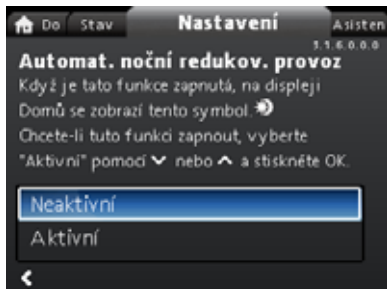 Do Stav Nastavení Asisten
3.1.6.0.0.0
Automat. noční redukov. provoz
Když je tato funkce zapnutá, na displeji
Domů se zobrazí tento symbol.
Chcete-li tuto funkci zapnout, vyberte
"Aktivní" pomocí nebo a stiskněte OK.
Neaktivní
Aktivní